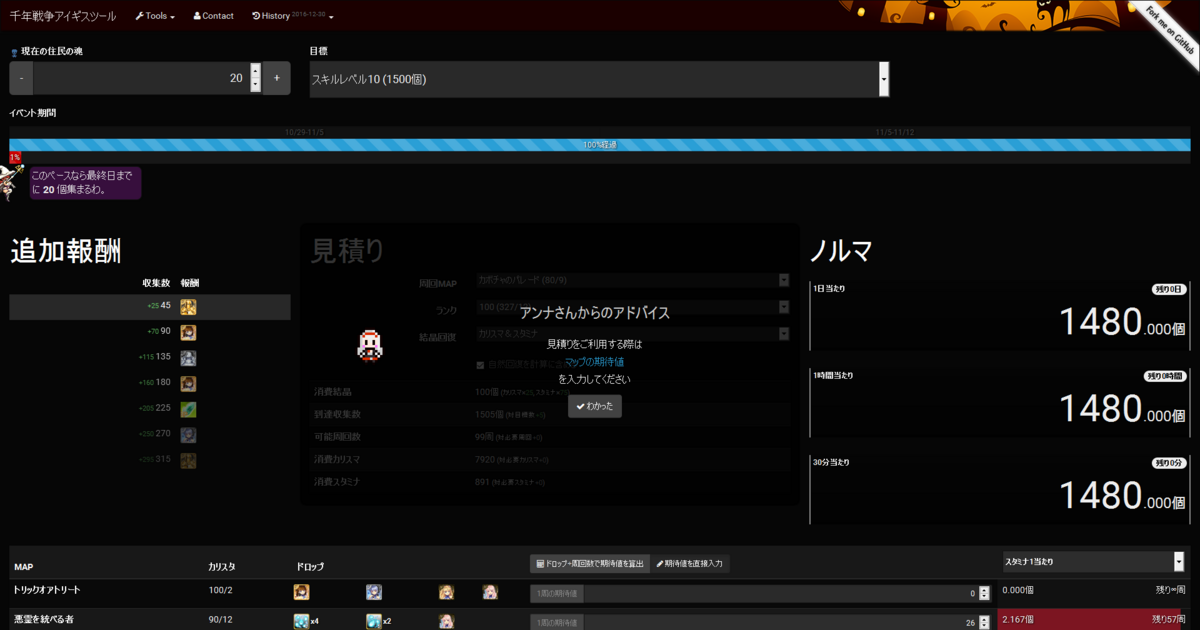 千年戦争アイギスツール Tools Contact History 2016-12-30
Fork me on GitHub
現在の住民の魂
目標
- 20 +
スキルレベル10 (1500個)
イベント期間
10/29-11/5 11/5-11/12
100%経過
1%
このペースなら最終日まで
に 20 個集まるわ。
追加報酬
収集数 報酬
+25 45
+70 90
+115 135
+160 180
+205 225
+250 270
+295 315
見積り
周回MAP カボチャのパレード (80/9)
ランク 100 (327/12)
結晶回復 カリスマ & スタミナ
アンナさんからのアドバイス
見積りをご利用する際は
マップの期待値
を入力してください
わかった
消費結晶 100個
到達収集数 1505個
可能周回数 99周
消費カリスマ 7920
消費スタミナ 891
ノルマ
1日当たり 残り0日
1480.000個
1時間当たり 残り0時間
1480.000個
30分当たり 残り0分
1480.000個
MAP カリスタ ドロップ ドロップ÷周回数で期待値を算出 期待値を直接入力 スタミナ1当たり
トリックオアトリート 100/2 1周の期待値 0 0.000個 残り∞周
悪霊を統べる者 90/12 x4 x2 1周の期待値 26 2.167個 残り57周